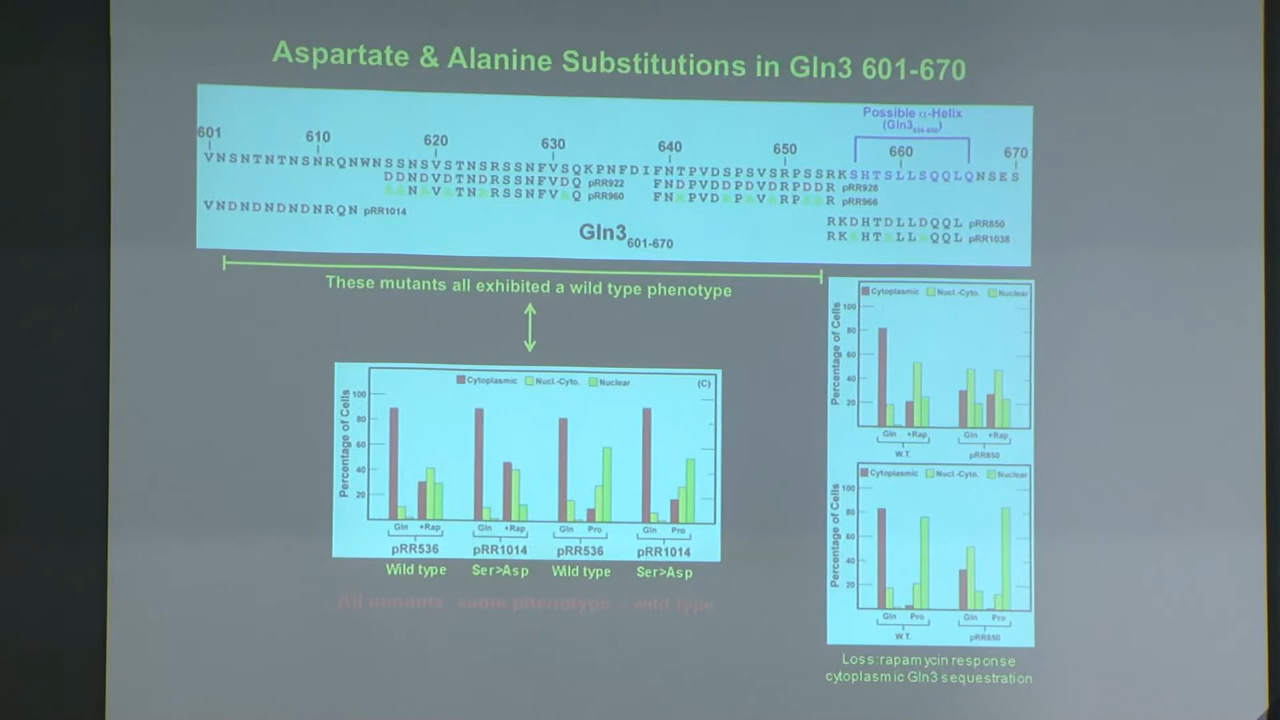 Aspartate & Alanine Substitutions in Gln3 601-670
Possible α-Helix
(Gln3
601 610 620 630 640 650 660 670
VNSNTNTNSNRQNWNSSNSVSTNSRSSNFVSQKPNFDIFNTPVDSPSVSRPSSRKSHTSLLSQQLQNSES
DDNDVDTNDRSSNFVDQ pRR922 FNDPVDDPDVDRPDDR pRR928
AANAVATNARSSNFVAQ pRR960 FNAPVDAPAVARPAAR pRR966
VNDNDNDNDNRQN pRR1014
RKDHTDLLDQQL pRR850
RKAHTALLAQQL pRR1038
Gln3601-670
These mutants all exhibited a wild type phenotype
Cytoplasmic Nucl.-Cyto. Nuclear (C)
Percentage of Cells
100
80
60
40
20
Gln +Rap Gln +Rap Gln Pro Gln Pro
pRR536 pRR1014 pRR536 pRR1014
Wild type Ser>Asp Wild type Ser>Asp
All mutants same phenotype - wild type
Cytoplasmic Nucl.-Cyto. Nuclear
Percentage of Cells
100
80
60
40
20
Gln +Rap Gln +Rap
W.T. pRR850
Cytoplasmic Nucl.-Cyto. Nuclear
Percentage of Cells
100
80
60
40
20
Gln Pro Gln Pro
W.T. pRR850
Loss:rapamycin response
cytoplasmic Gln3 sequestration